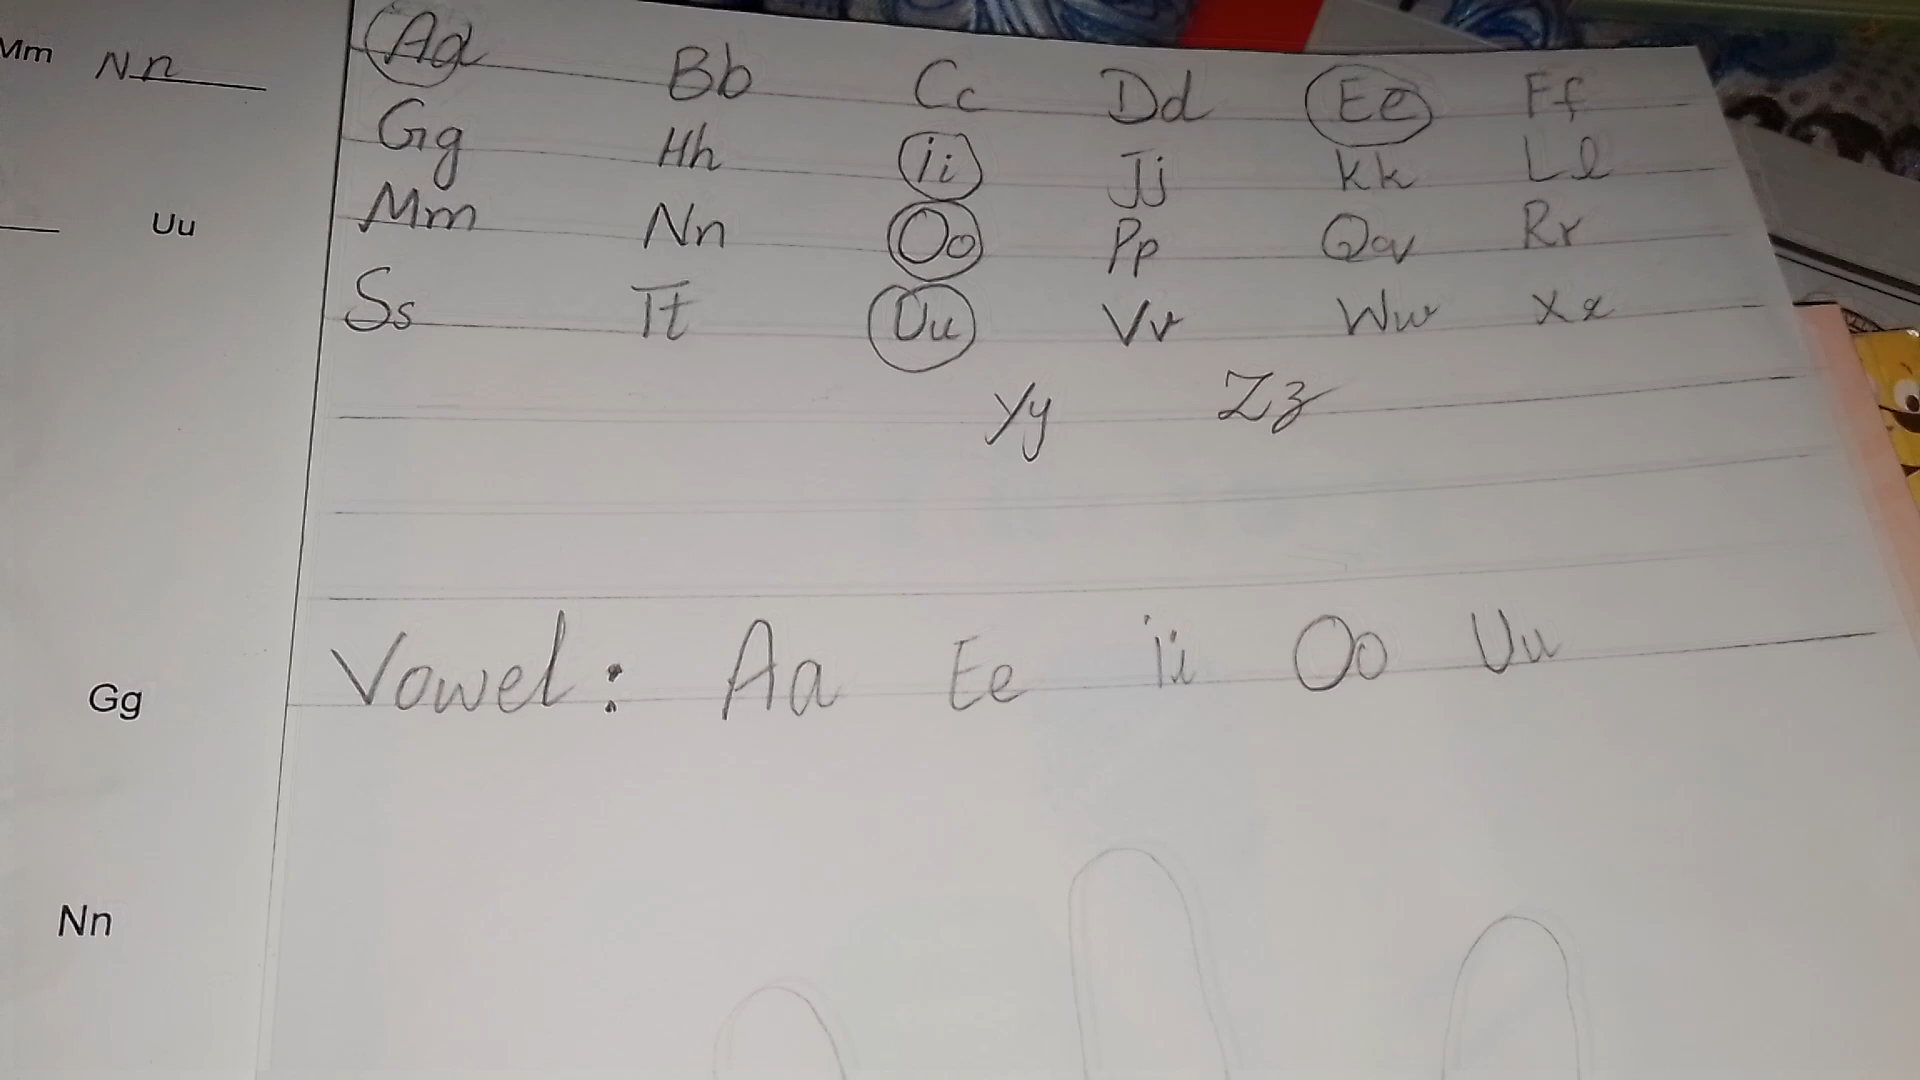 Mm Nn
Uu
Gg
Nn
Aa Bb Cc Dd Ee Ff
Gg Hh ii Jj Kk Ll
Mm Nn Oo Pp Qq Rr
Ss Tt Uu Vv Ww Xx
Yy Zz
Vowel: Aa Ee ii Oo Uu